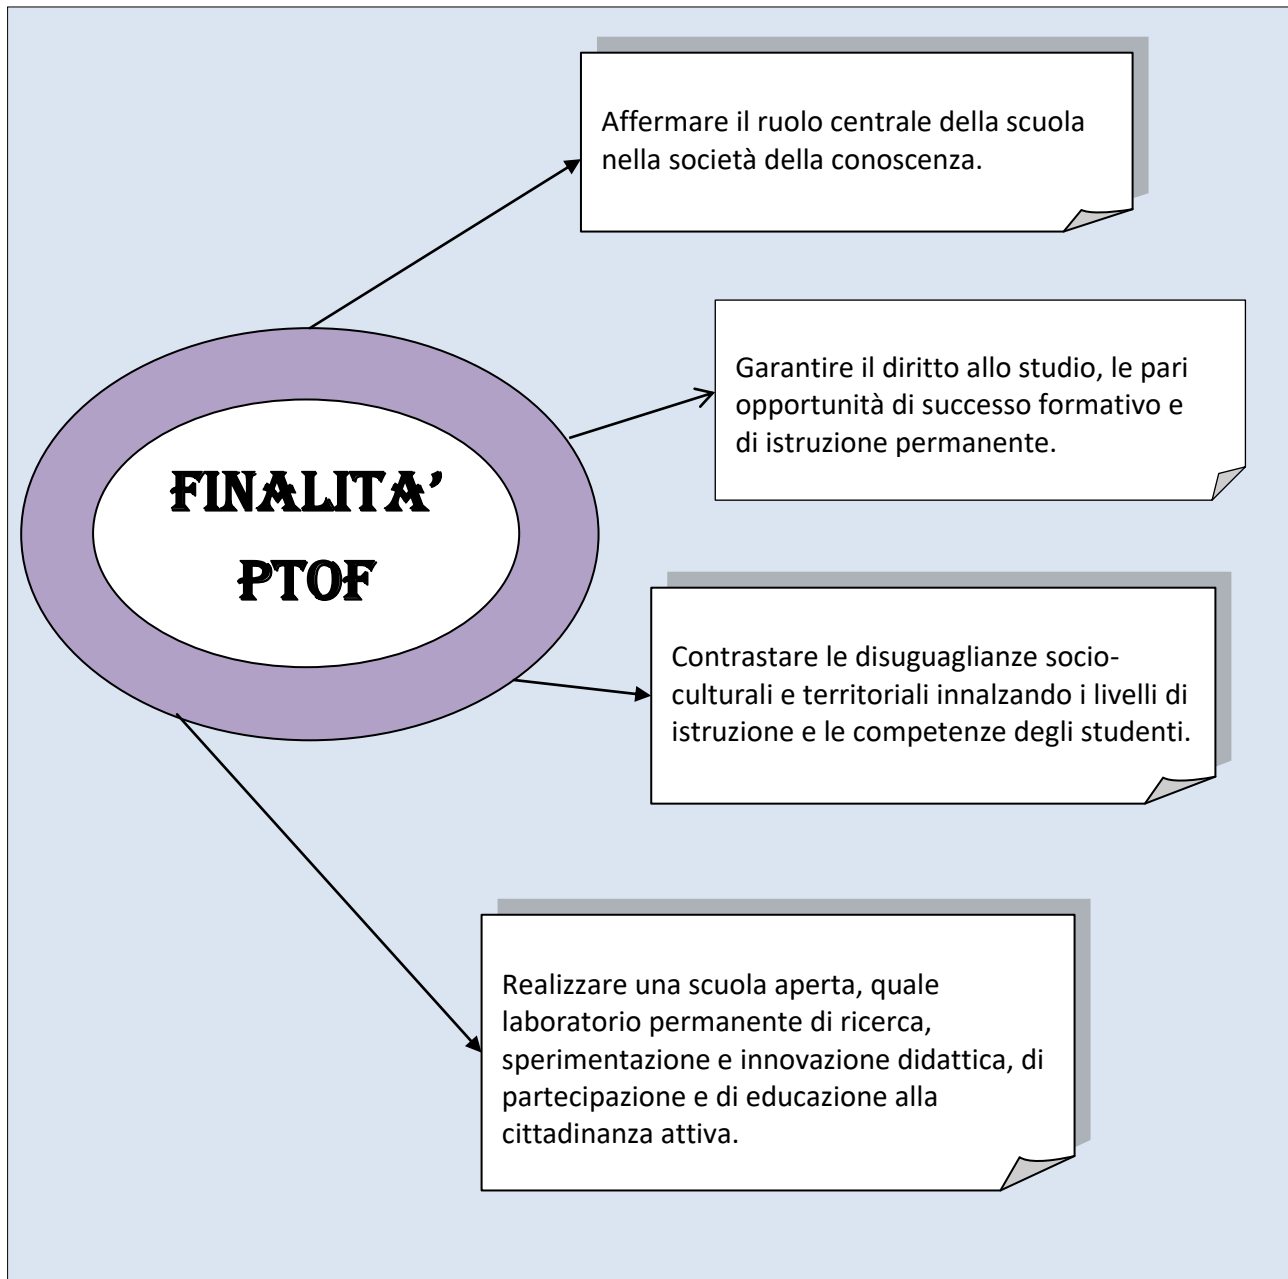 Affermare il ruolo centrale della scuola
nella società della conoscenza.
Garantire il diritto allo studio, le pari
opportunità di successo formativo e
di istruzione permanente.
FINALITA’
PTOF
Contrastare le disuguaglianze socio-
culturali e territoriali innalzando i livelli di
istruzione e le competenze degli studenti.
Realizzare una scuola aperta, quale
laboratorio permanente di ricerca,
sperimentazione e innovazione didattica, di
partecipazione e di educazione alla
cittadinanza attiva.